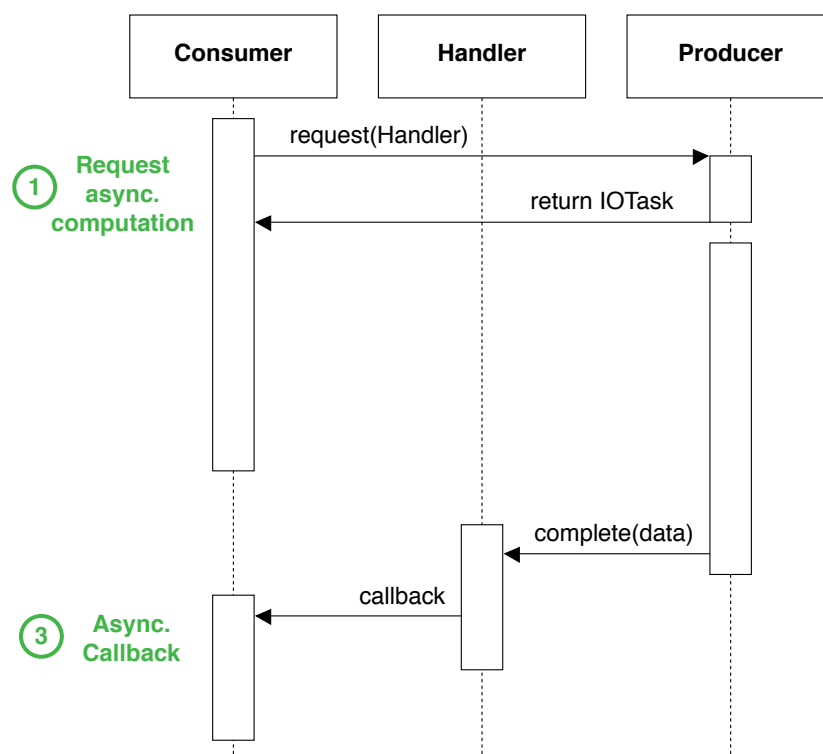 Consumer
Handler
Producer
request(Handler)
1
Request
async.
computation
return IOTask
complete(data)
callback
3
Async.
Callback